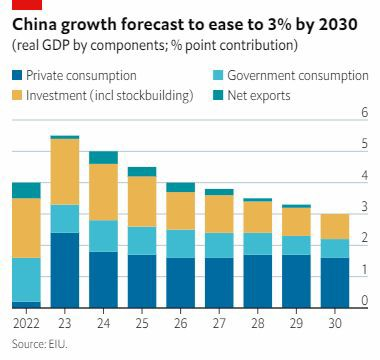 China growth forecast to ease to 3% by 2030
(real GDP by components; % point contribution)
Private consumption
Government consumption
Investment (incl stockbuilding)
Net exports
6
5
4
3
2
1
0
2022 23 24 25 26 27 28 29 30
Source: EIU.